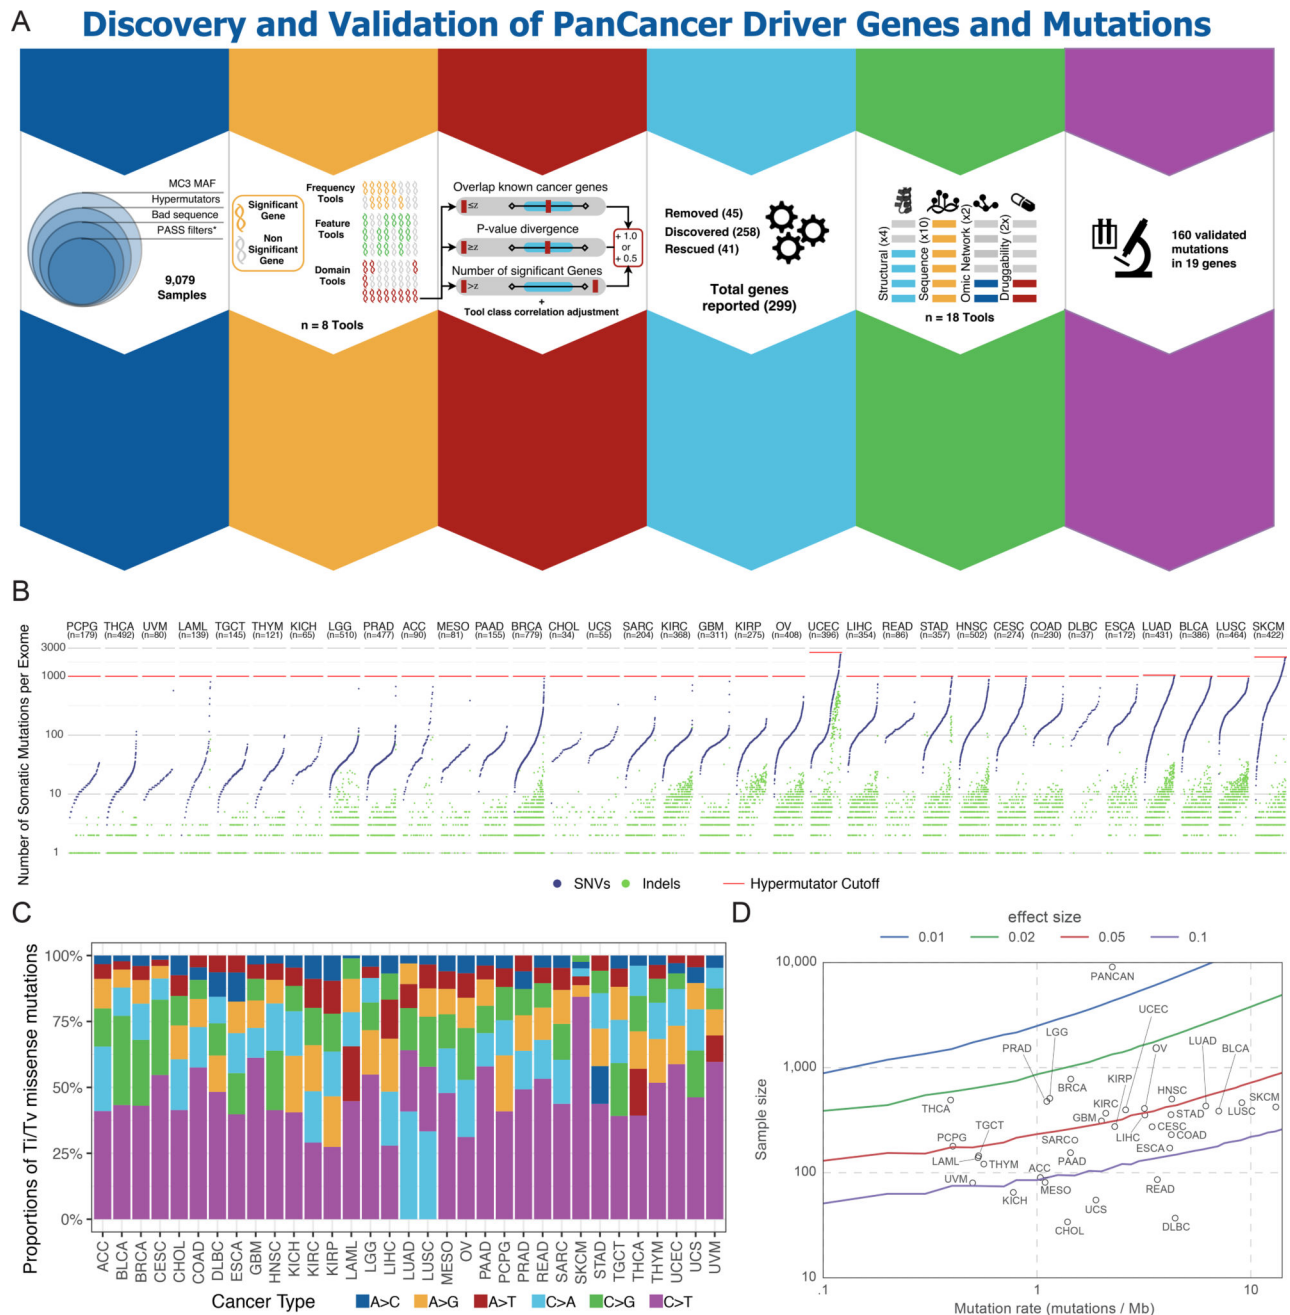 A
Discovery and Validation of PanCancer Driver Genes and Mutations
MC3 MAF
Hypermutators
Bad sequence
PASS filters*
9,079
Samples
Significant
Gene
Non
Significant
Gene
Frequency
Tools
Feature
Tools
Domain
Tools
n = 8 Tools
Overlap known cancer genes
≤z
P-value divergence
≥z
Number of significant Genes
>z
+ 1.0
or
+ 0.5
+
Tool class correlation adjustment
Removed (45)
Discovered (258)
Rescued (41)
Total genes
reported (299)
Structural (x4)
Sequence (x10)
Omic Network (x2)
Druggability (2x)
n = 18 Tools
160 validated
mutations
in 19 genes
B
PCPG THCA UVM LAML TGCT THYM KICH LGG PRAD ACC MESO PAAD BRCA CHOL UCS SARC KIRC GBM KIRP OV UCEC LIHC READ STAD HNSC CESC COAD DLBC ESCA LUAD BLCA LUSC SKCM
(n=179) (n=492) (n=80) (n=139) (n=145) (n=121) (n=65) (n=510) (n=477) (n=90) (n=81) (n=155) (n=779) (n=34) (n=55) (n=204) (n=368) (n=311) (n=275) (n=408) (n=396) (n=354) (n=86) (n=357) (n=502) (n=274) (n=230) (n=37) (n=172) (n=431) (n=386) (n=464) (n=422)
Number of Somatic Mutations per Exome
3000
1000
100
10
1
SNVs Indels Hypermutator Cutoff
C
Proportions of Ti/Tv missense mutations
100%
75%
50%
25%
0%
ACC BLCA BRCA CESC CHOL COAD DLBC ESCA GBM HNSC KICH KIRC KIRP LAML LGG LIHC LUAD LUSC MESO OV PAAD PCPG PRAD READ SARC SKCM STAD TGCT THCA THYM UCEC UCS UVM
Cancer Type A>C A>G A>T C>A C>G C>T
D
effect size
0.01 0.02 0.05 0.1
Sample size
10,000
1,000
100
10
PANCAN
UCEC
LGG
PRAD
OV
LUAD
BLCA
BRCA
KIRP
HNSC
THCA
KIRC
SKCM
GBM
STAD
LUSC
TGCT
CESC
PCPG
SARC
LIHC
COAD
LAML
THYM
PAAD
ESCA
ACC
UVM
MESO
READ
KICH
UCS
CHOL
DLBC
.1 1 10
Mutation rate (mutations / Mb)